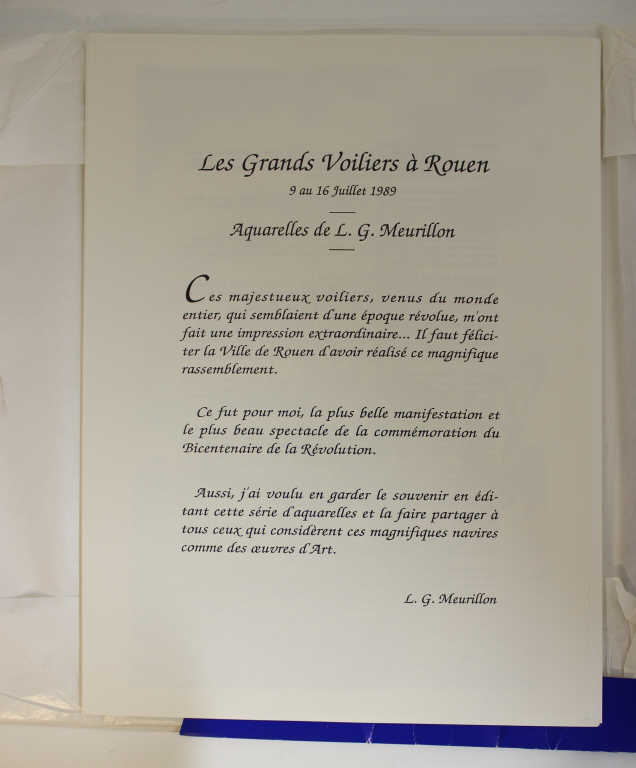 Les Grands Voiliers à Rouen
9 au 16 Juillet 1989
Aquarelles de L. G. Meurillon
Ces majestueux voiliers, venus du monde
entier, qui semblaient d'une époque révolue, m'ont
fait une impression extraordinaire... Il faut félici-
ter la Ville de Rouen d'avoir réalisé ce magnifique
rassemblement.
Ce fut pour moi, la plus belle manifestation et
le plus beau spectacle de la commémoration du
Bicentenaire de la Révolution.
Aussi, j'ai voulu en garder le souvenir en édi-
tant cette série d'aquarelles et la faire partager à
tous ceux qui considèrent ces magnifiques navires
comme des œuvres d'Art.
L. G. Meurillon